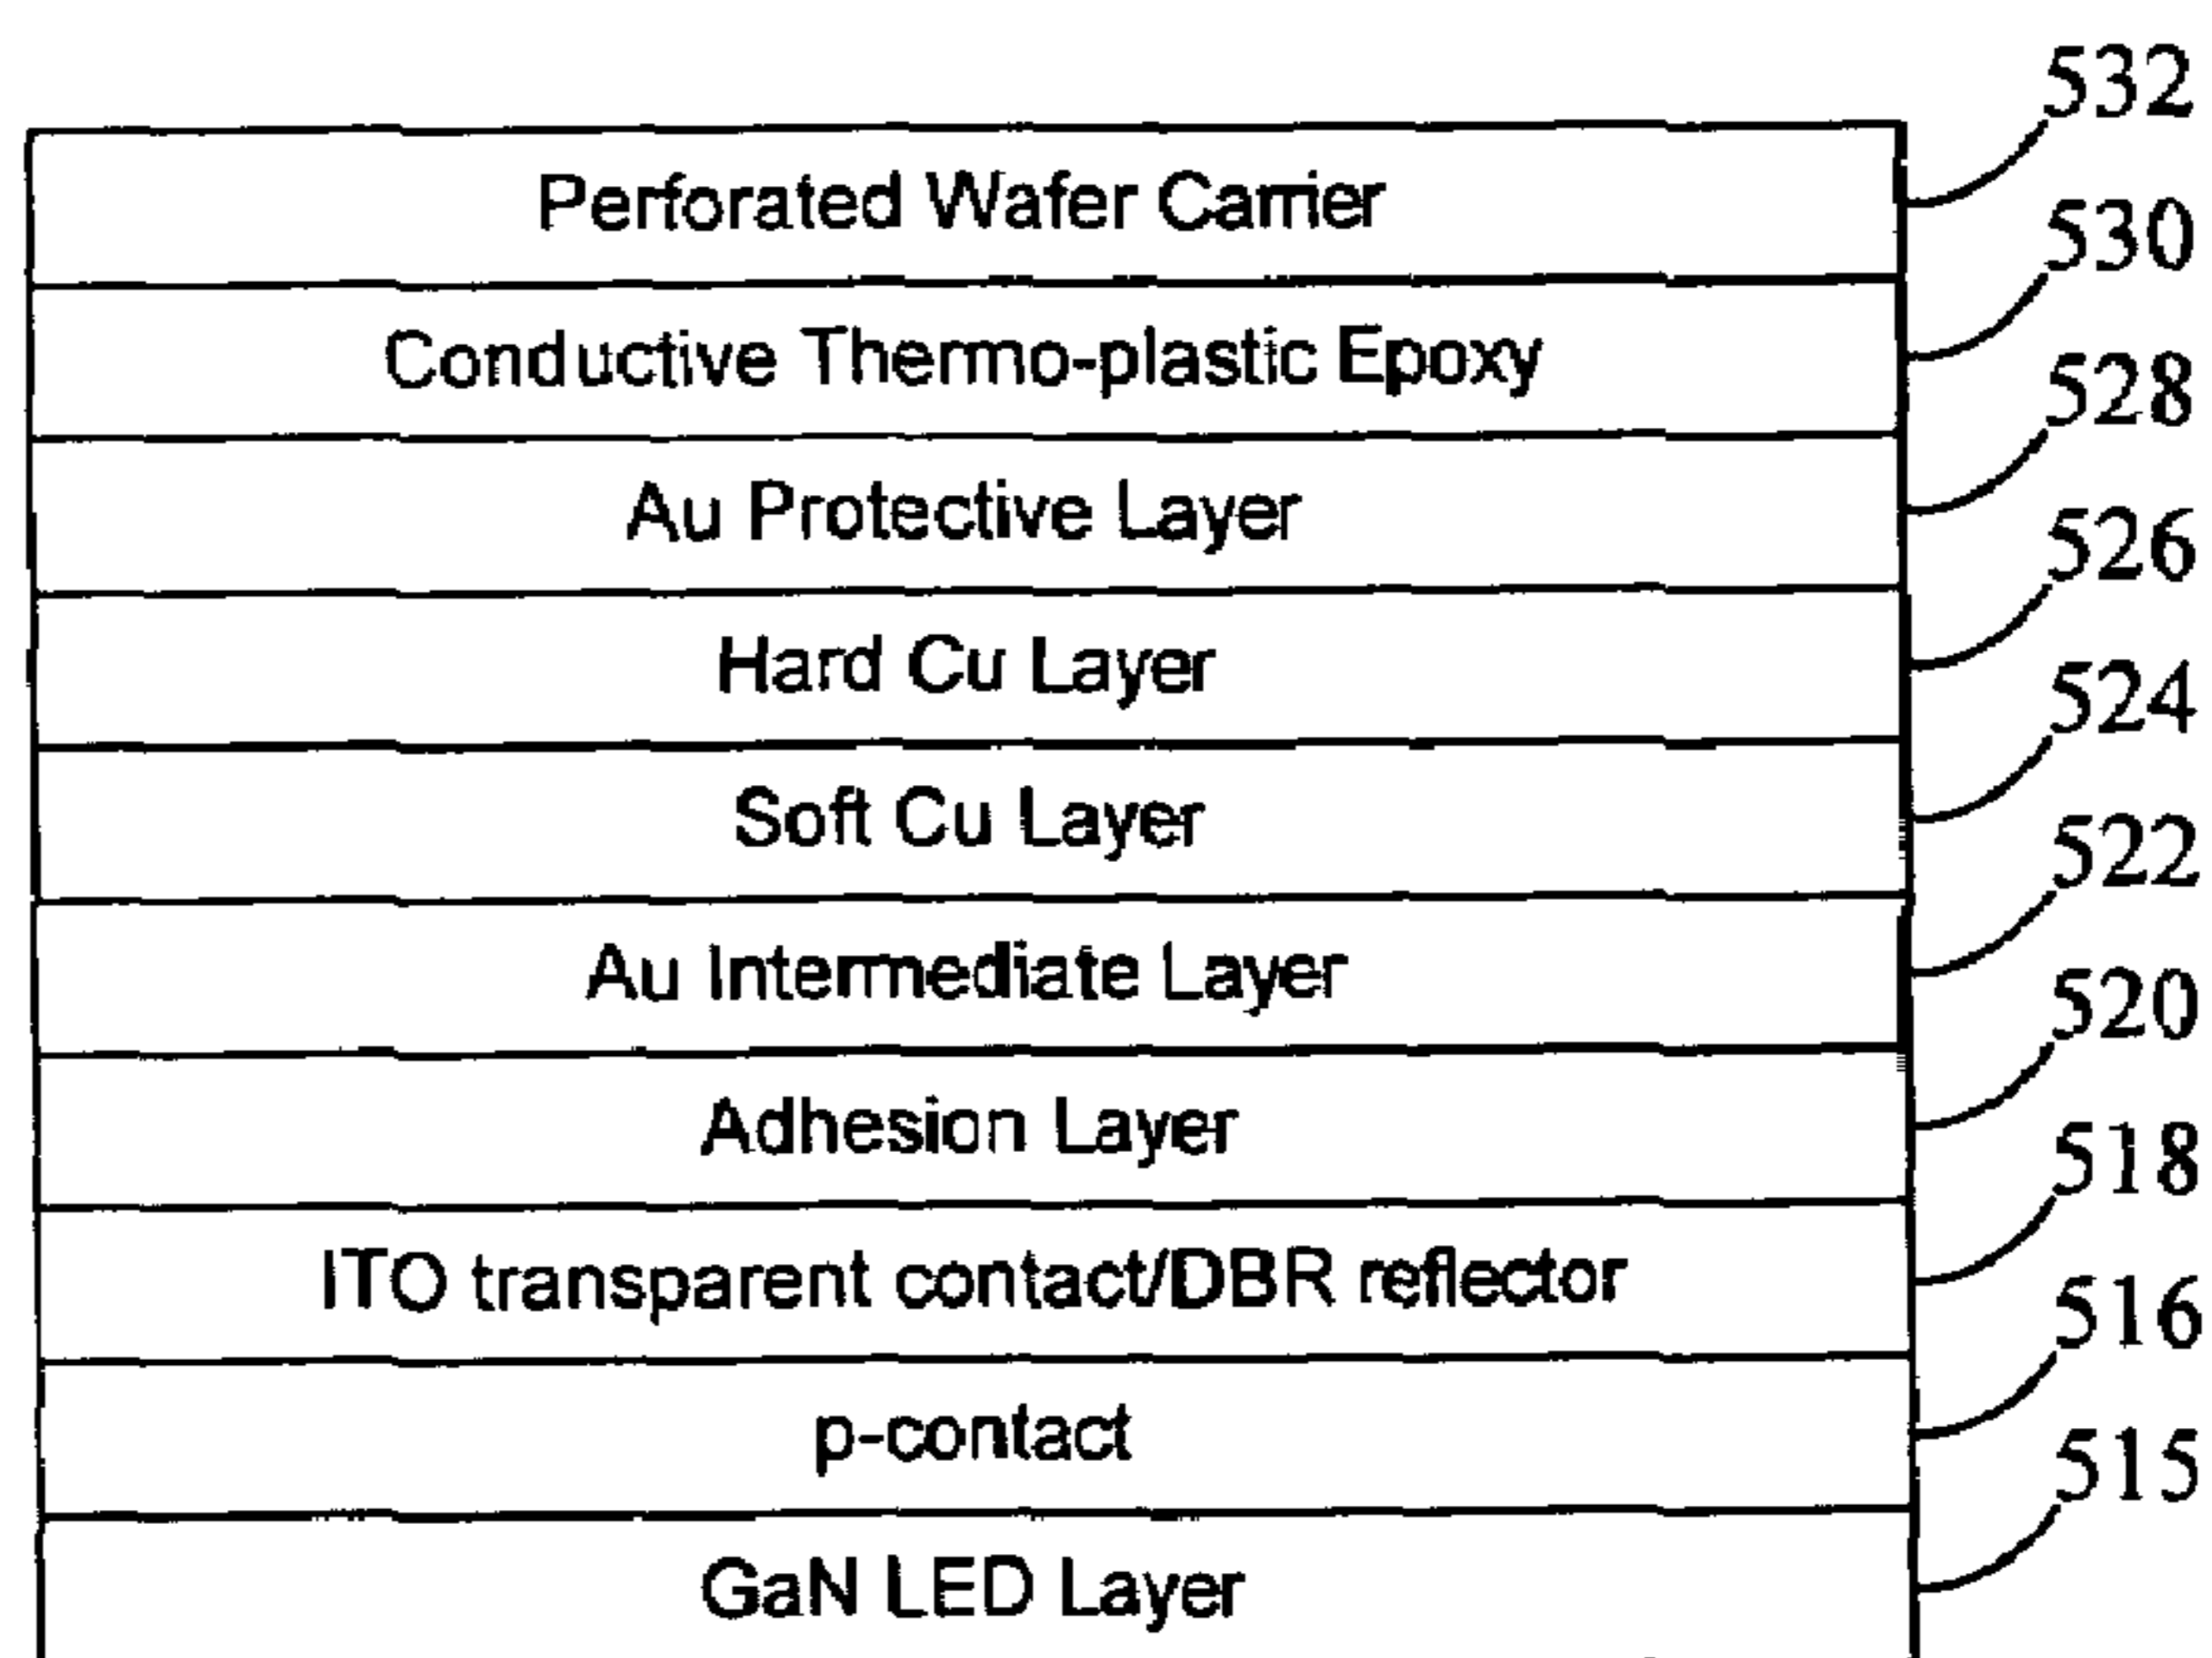 532
Perforated Wafer Carrier
530
Conductive Thermo-plastic Epoxy
528
Au Protective Layer
526
Hard Cu Layer
524
Soft Cu Layer
522
Au Intermediate Layer
520
Adhesion Layer
518
ITO transparent contact/DBR reflector
516
p-contact
515
GaN LED Layer